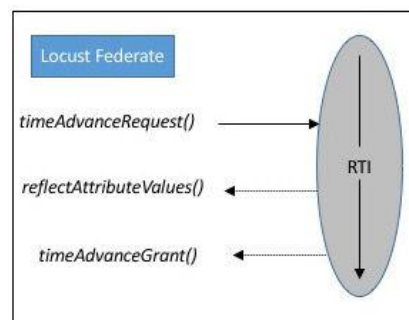 Locust Federate
timeAdvanceRequest()
RTI
reflectAttributeValues()
timeAdvanceGrant()